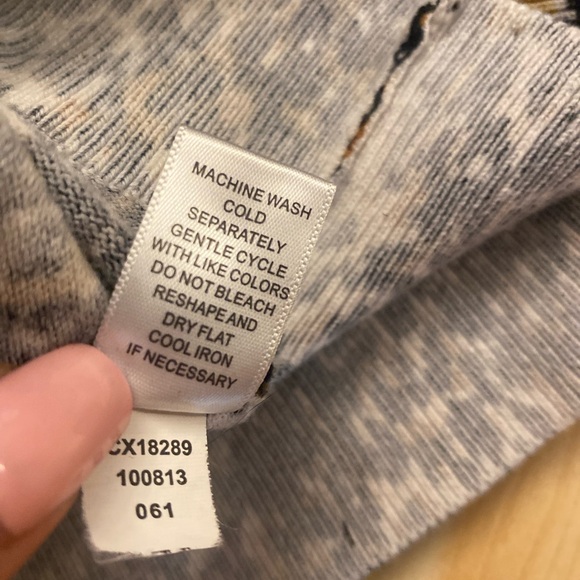 MACHINE WASH
COLD
SEPARATELY
GENTLE CYCLE
WITH LIKE COLORS
DO NOT BLEACH
RESHAPE AND
DRY FLAT
COOL IRON
IF NECESSARY
CX18289
100813
061